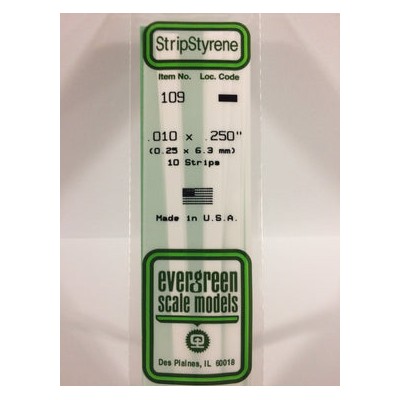 StripStyrene
Item No. Loc. Code
109
.010 x .250"
(0.25 x 6.3 mm)
10 Strips
Made in U.S.A.
evergreen
scale models
Des Plaines, IL 60018